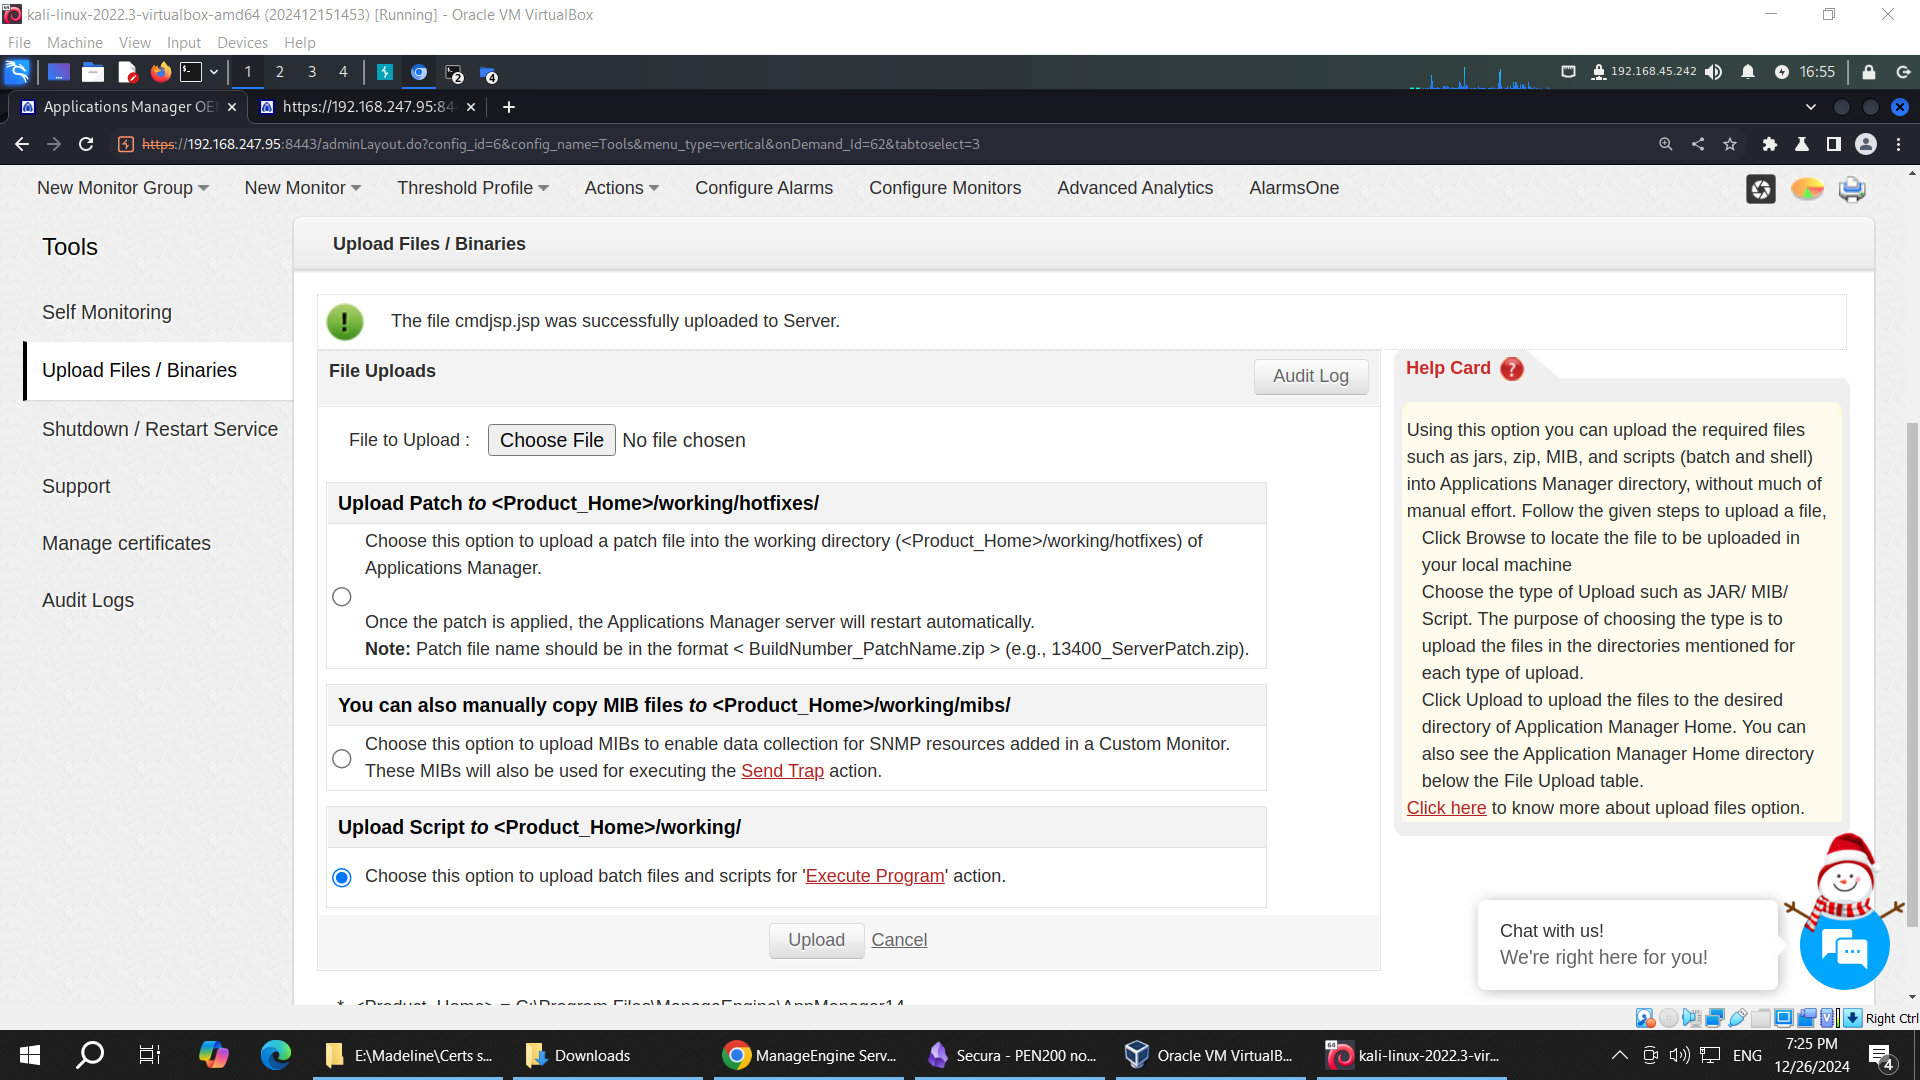 kali-linux-2022.3-virtualbox-amd64 (202412151453) [Running] - Oracle VM VirtualBox
File Machine View Input Devices Help
1 2 3 4 2 4 192.168.45.242 16:55
Applications Manager OE
https://192.168.247.95:84
https://192.168.247.95:8443/adminLayout.do?config_id=6&config_name=Tools&menu_type=vertical&onDemand_Id=62&tabtoselect=3
New Monitor Group New Monitor Threshold Profile Actions Configure Alarms Configure Monitors Advanced Analytics AlarmsOne
Tools
Self Monitoring
Upload Files / Binaries
Shutdown / Restart Service
Support
Manage certificates
Audit Logs
Upload Files / Binaries
The file cmdjsp.jsp was successfully uploaded to Server.
File Uploads
Audit Log
File to Upload : Choose File No file chosen
Upload Patch to <Product_Home>/working/hotfixes/
Choose this option to upload a patch file into the working directory (<Product_Home>/working/hotfixes) of
Applications Manager.
Once the patch is applied, the Applications Manager server will restart automatically.
Note: Patch file name should be in the format < BuildNumber_PatchName.zip > (e.g., 13400_ServerPatch.zip).
You can also manually copy MIB files to <Product_Home>/working/mibs/
Choose this option to upload MIBs to enable data collection for SNMP resources added in a Custom Monitor.
These MIBs will also be used for executing the Send Trap action.
Upload Script to <Product_Home>/working/
Choose this option to upload batch files and scripts for 'Execute Program' action.
Upload Cancel
* <Product_Home> = C:\Program Files\ManageEngine\AppManager14
Help Card ?
Using this option you can upload the required files
such as jars, zip, MIB, and scripts (batch and shell)
into Applications Manager directory, without much of
manual effort. Follow the given steps to upload a file,
Click Browse to locate the file to be uploaded in
your local machine
Choose the type of Upload such as JAR/ MIB/
Script. The purpose of choosing the type is to
upload the files in the directories mentioned for
each type of upload.
Click Upload to upload the files to the desired
directory of Application Manager Home. You can
also see the Application Manager Home directory
below the File Upload table.
Click here to know more about upload files option.
Chat with us!
We're right here for you!
Right Ctrl
E:\Madeline\Certs s...
Downloads
ManageEngine Serv...
Secura - PEN200 no...
Oracle VM VirtualB...
kali-linux-2022.3-vir...
ENG
7:25 PM
12/26/2024
4